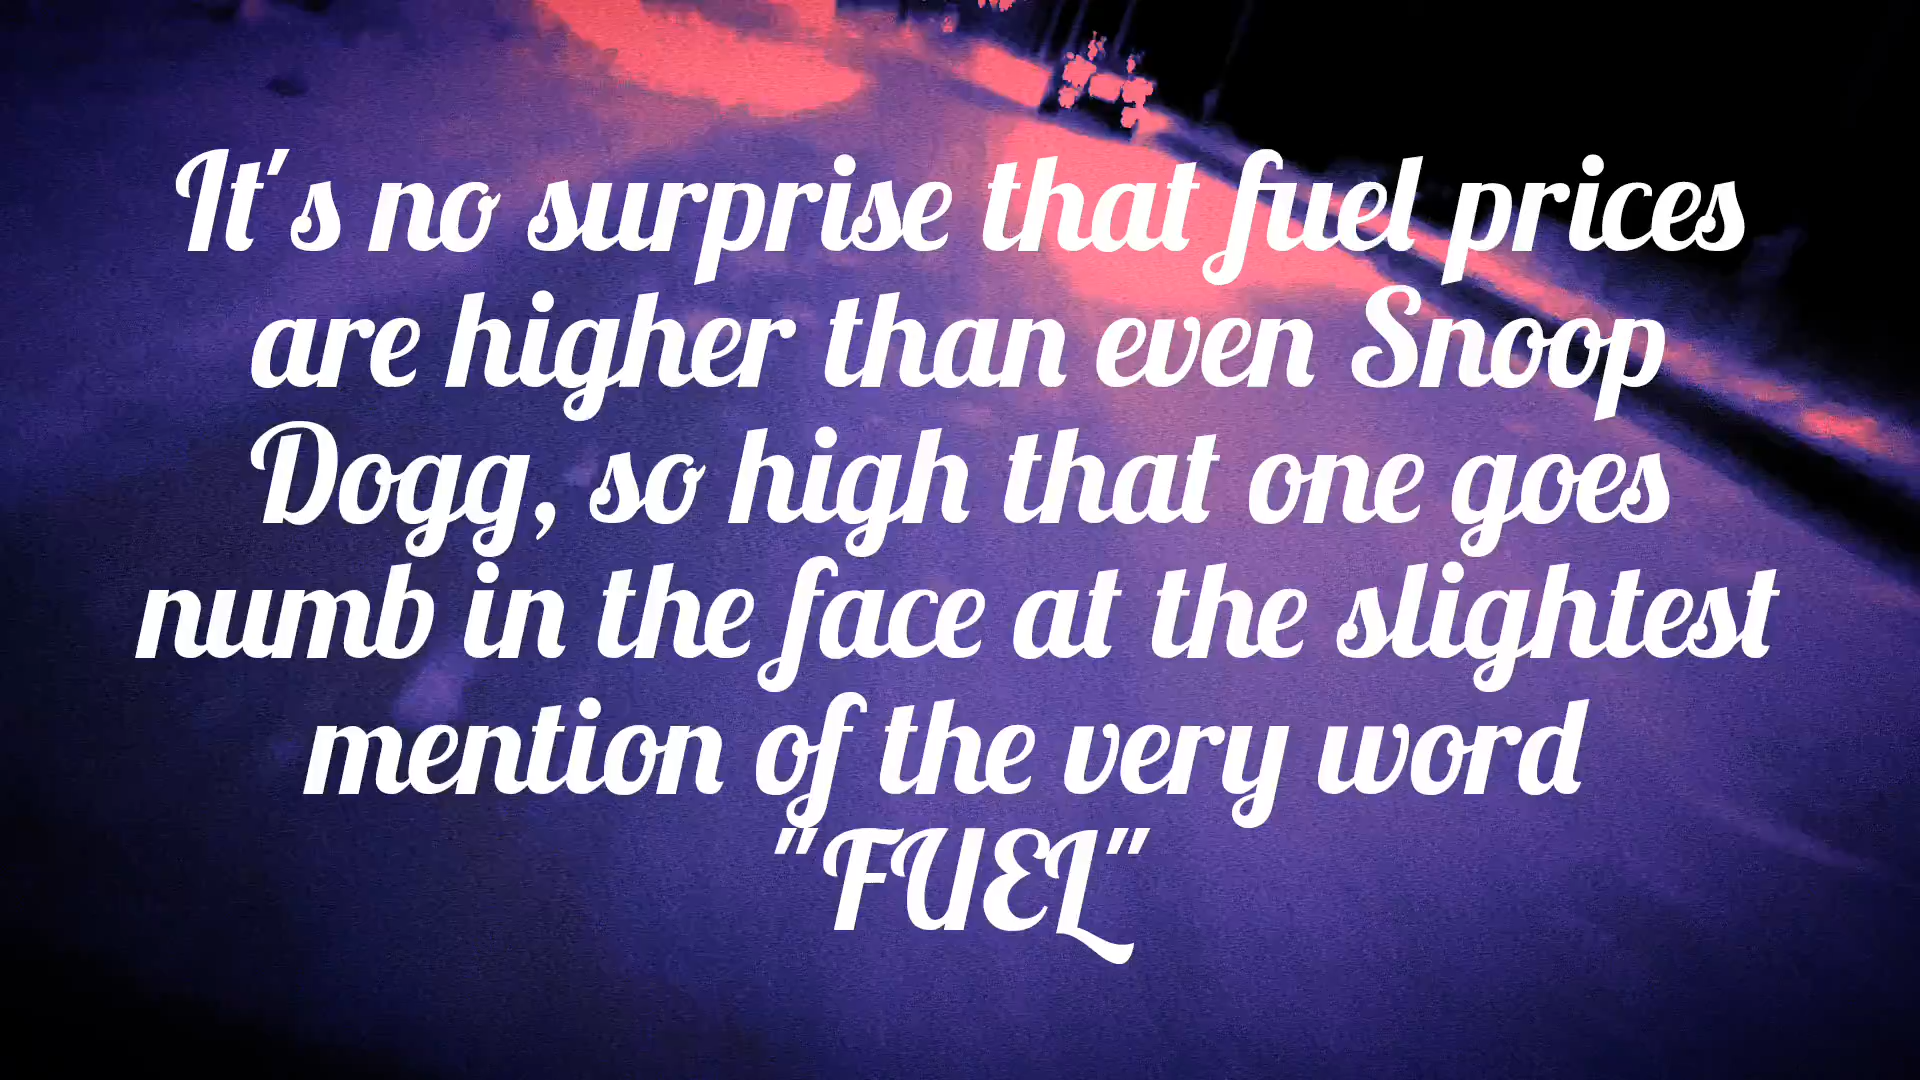 It's no surprise that fuel prices
are higher than even Snoop
Dogg, so high that one goes
numb in the face at the slightest
mention of the very word
"FUEL"